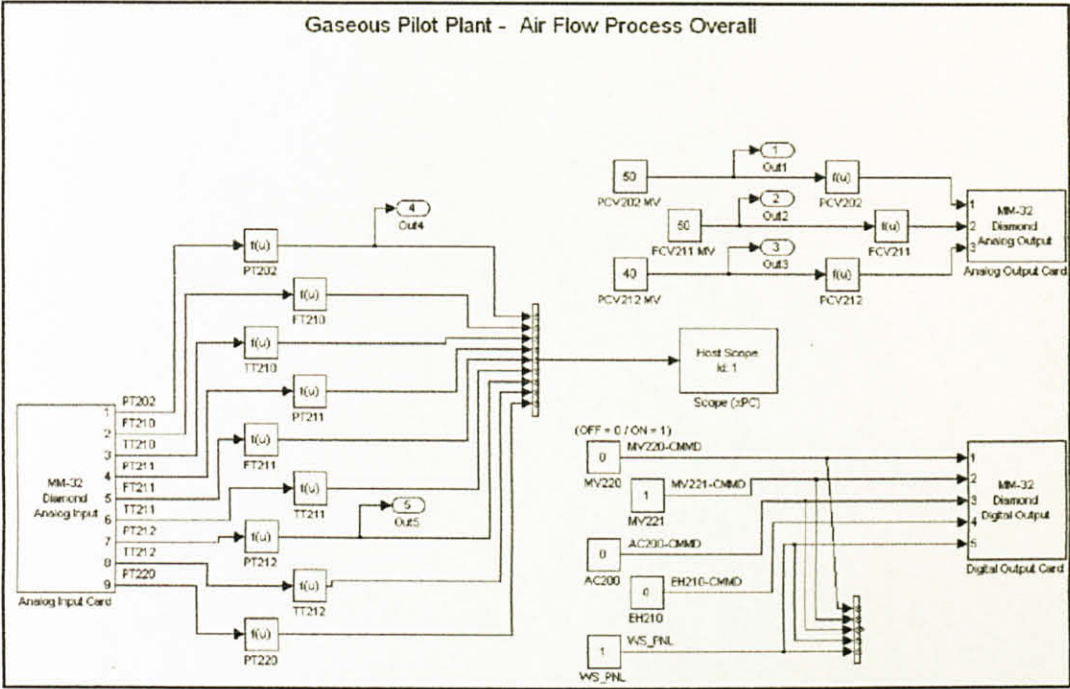 Gaseous Pilot Plant - Air Flow Process Overall
50
PCV202 MV
1
Out1
f(u)
PCV202
50
FCV211 MV
2
Out2
f(u)
FCV211
40
PCV212 MV
3
Out3
f(u)
PCV212
1
2
3
MM-32
Diamond
Analog Output
Analog Output Card
4
Out4
f(u)
PT202
f(u)
FT210
f(u)
TT210
f(u)
PT211
f(u)
FT211
f(u)
TT211
5
Out5
f(u)
PT212
f(u)
TT212
f(u)
PT220
MM-32
Diamond
Analog Input
Analog Input Card
1
2
3
4
5
6
7
8
9
PT202
FT210
TT210
PT211
FT211
TT211
PT212
TT212
PT220
Host Scope
Id: 1
Scope (xPC)
(OFF = 0 / ON = 1)
0
MV220
MV220-CMMD
1
MV221
MV221-CMMD
0
AC200
AC200-CMMD
0
EH210
EH210-CMMD
1
WS_PNL
WS_PNL
1
2
3
4
5
MM-32
Diamond
Digital Output
Digital Output Card